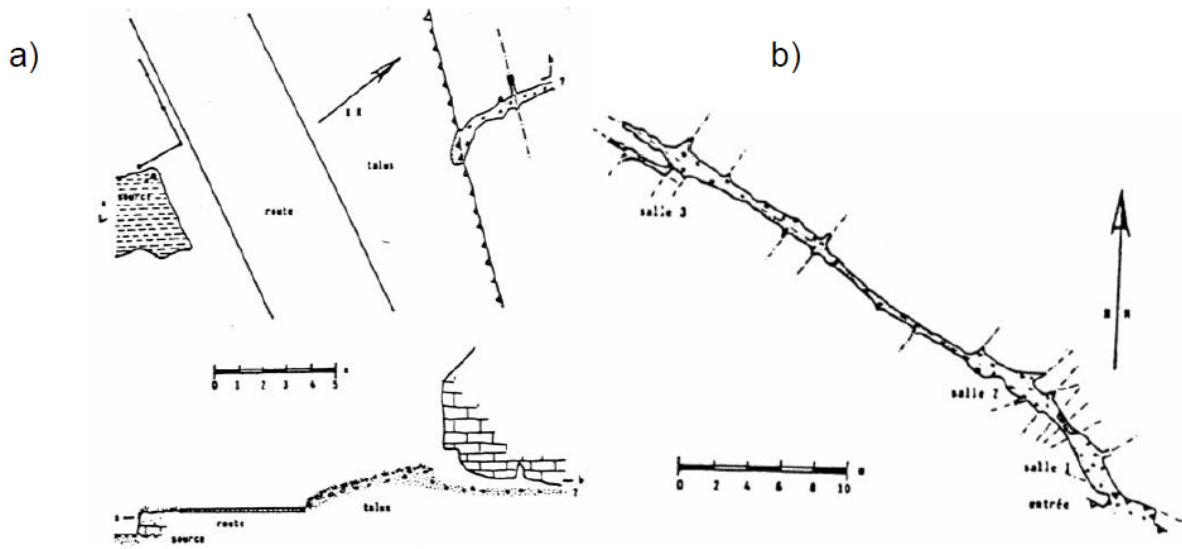 a)
b)
b
?
N M
talus
source
a
route
salle 3
N M
0 1 2 3 4 5
m
salle 2
salle 1
0 2 4 6 8 10
m
entrée
b
?
a
talus
route
source